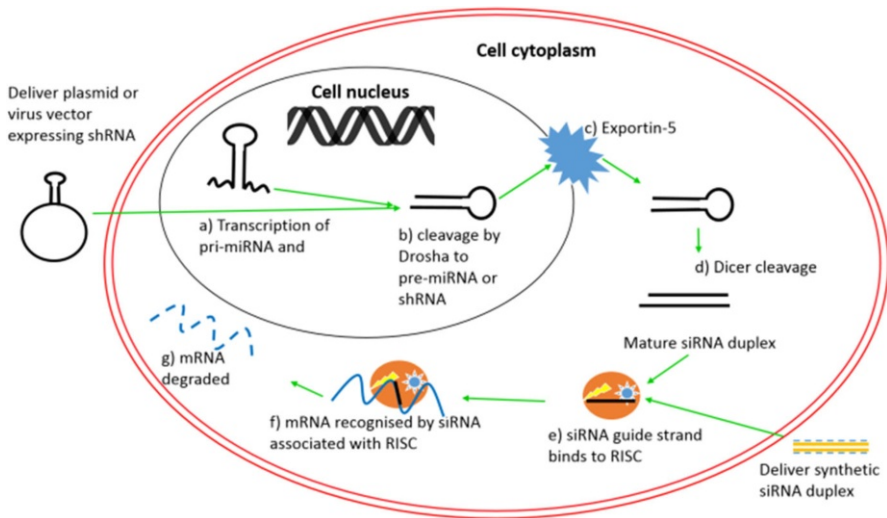 Cell cytoplasm
Deliver plasmid or
virus vector
expressing shRNA
Cell nucleus
c) Exportin-5
a) Transcription of
pri-miRNA and
b) cleavage by
Drosha to
pre-miRNA or
shRNA
d) Dicer cleavage
Mature siRNA duplex
g) mRNA
degraded
f) mRNA recognised by siRNA
associated with RISC
e) siRNA guide strand
binds to RISC
Deliver synthetic
siRNA duplex